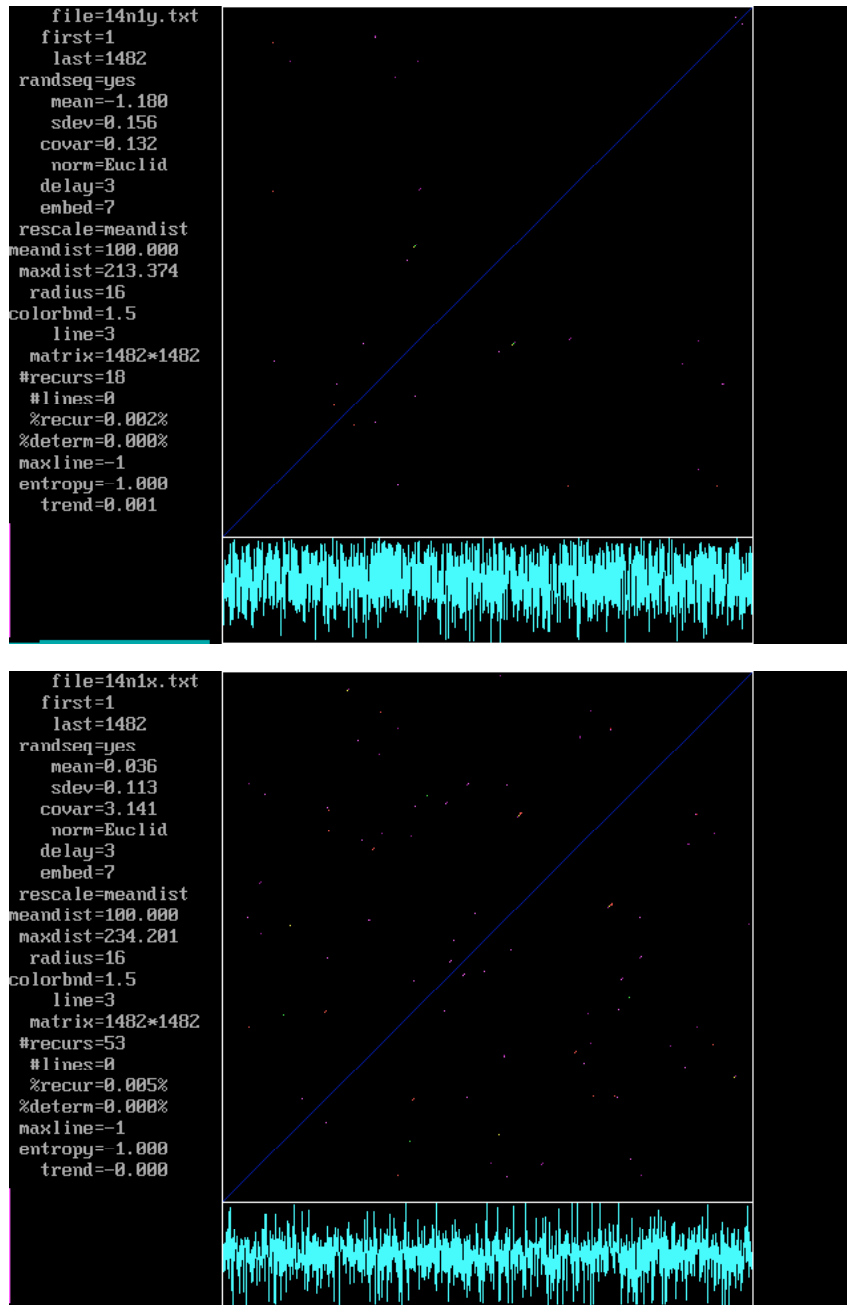 file=14n1y.txt
first=1
last=1482
randseq=yes
mean=-1.180
sdev=0.156
covar=0.132
norm=Euclid
delay=3
embed=7
rescale=meandist
meandist=100.000
maxdist=213.374
radius=16
colorbnd=1.5
line=3
matrix=1482*1482
#recurs=18
#lines=0
%recur=0.002%
%determ=0.000%
maxline=-1
entropy=-1.000
trend=0.001
file=14n1x.txt
first=1
last=1482
randseq=yes
mean=0.036
sdev=0.113
covar=3.141
norm=Euclid
delay=3
embed=7
rescale=meandist
meandist=100.000
maxdist=234.201
radius=16
colorbnd=1.5
line=3
matrix=1482*1482
#recurs=53
#lines=0
%recur=0.005%
%determ=0.000%
maxline=-1
entropy=-1.000
trend=-0.000